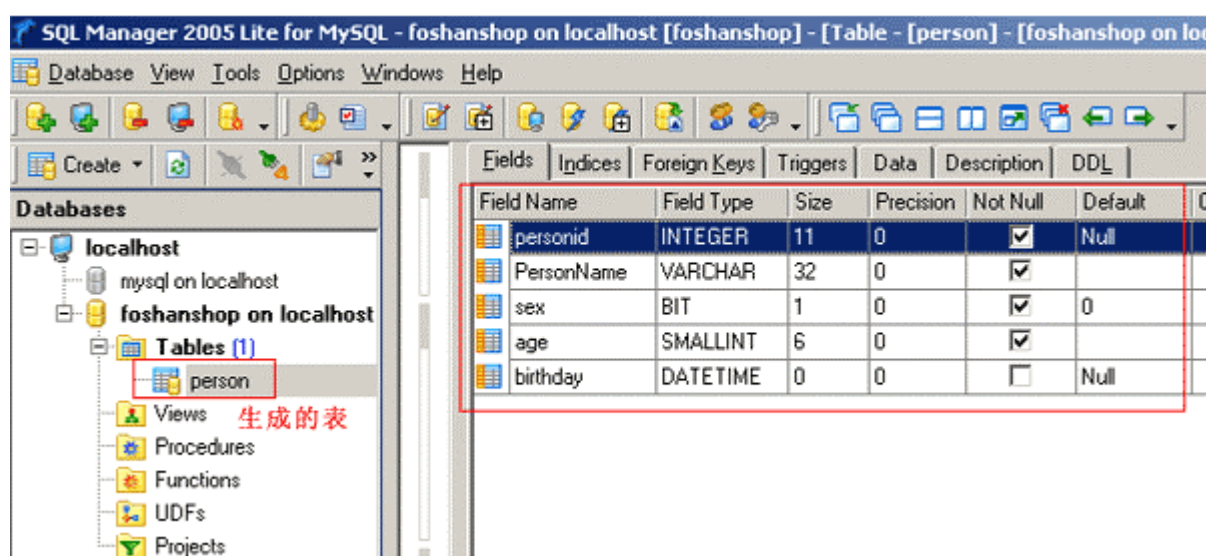 SQL Manager 2005 Lite for MySQL - foshanshop on localhost [foshanshop] - [Table - [person] - [foshanshop on loc
Database View Tools Options Windows Help
Create
Fields Indices Foreign Keys Triggers Data Description DDL
Databases
Field Name Field Type Size Precision Not Null Default
personid INTEGER 11 0 Null
PersonName VARCHAR 32 0
sex BIT 1 0 0
age SMALLINT 6 0
birthday DATETIME 0 0 Null
localhost
mysql on localhost
foshanshop on localhost
Tables (1)
person
Views
生成的表
Procedures
Functions
UDFs
Projects